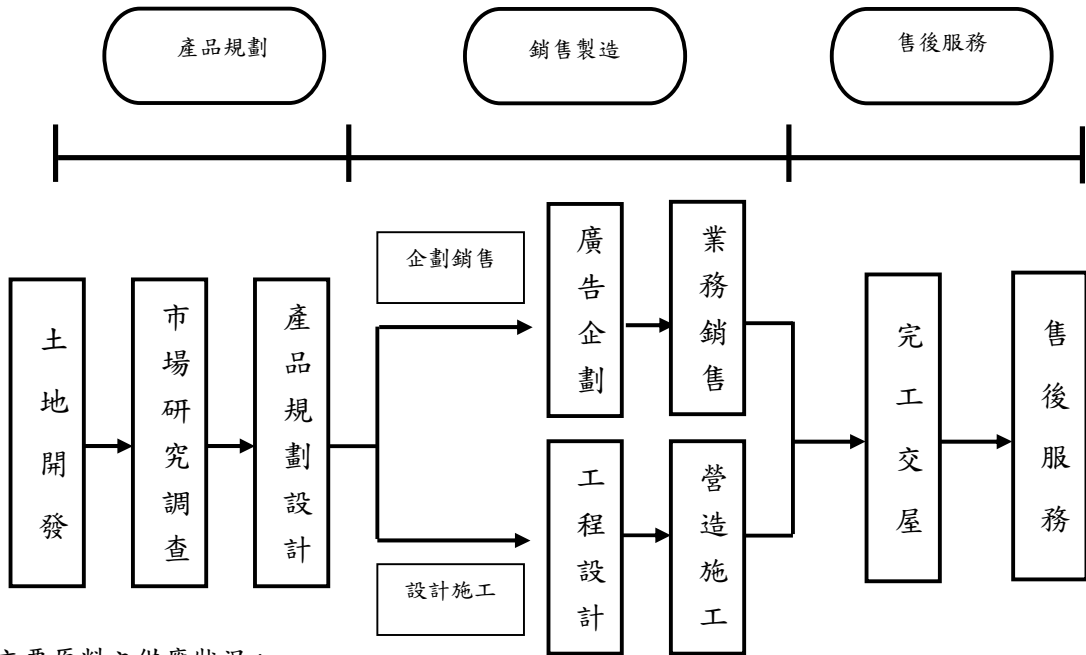 產品規劃
銷售製造
售後服務
土地開發
市場研究調查
產品規劃設計
企劃銷售
廣告企劃
業務銷售
設計施工
工程設計
營造施工
完工交屋
售後服務